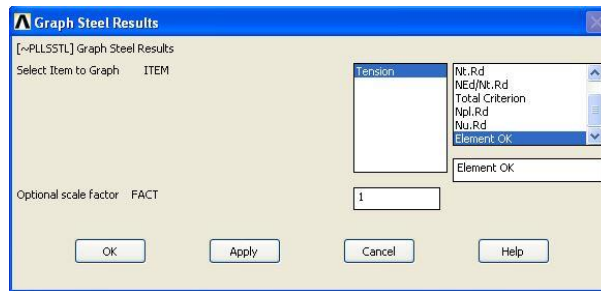 Graph Steel Results
[~PLLSSTL] Graph Steel Results
Select Item to Graph ITEM
Tension
Nt.Rd
NEd/Nt.Rd
Total Criterion
Npl.Rd
Nu.Rd
Element OK
Element OK
Optional scale factor FACT
1
OK Apply Cancel Help